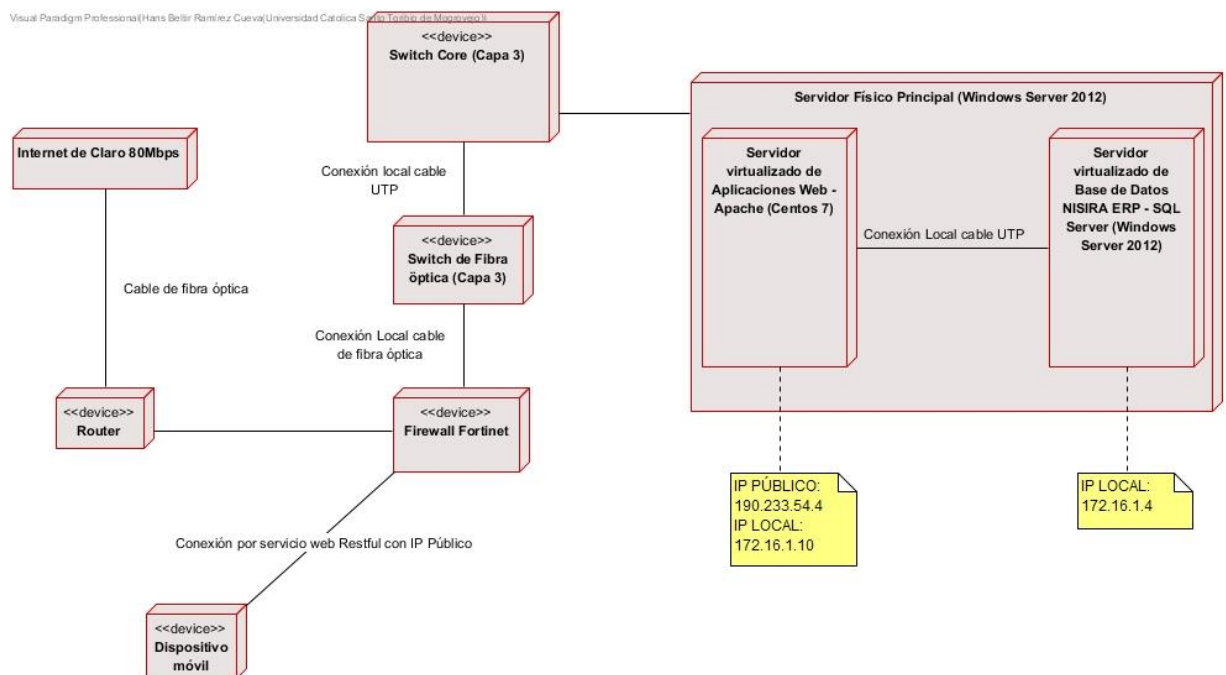 Visual Paradigm Professional(Hans Beltir Ramirez Cueva(Universidad Catolica Santo Toribio de Mogrovejo))
<<device>>
Switch Core (Capa 3)
Servidor Físico Principal (Windows Server 2012)
Internet de Claro 80Mbps
Servidor
virtualizado de
Aplicaciones Web -
Apache (Centos 7)
Servidor
virtualizado de
Base de Datos
NISIRA ERP - SQL
Server (Windows
Server 2012)
Conexión local cable
UTP
Conexión Local cable UTP
<<device>>
Switch de Fibra
öptica (Capa 3)
Cable de fibra óptica
Conexión Local cable
de fibra óptica
<<device>>
Router
<<device>>
Firewall Fortinet
IP PÚBLICO:
190.233.54.4
IP LOCAL:
172.16.1.10
IP LOCAL:
172.16.1.4
Conexión por servicio web Restful con IP Público
<<device>>
Dispositivo
móvil